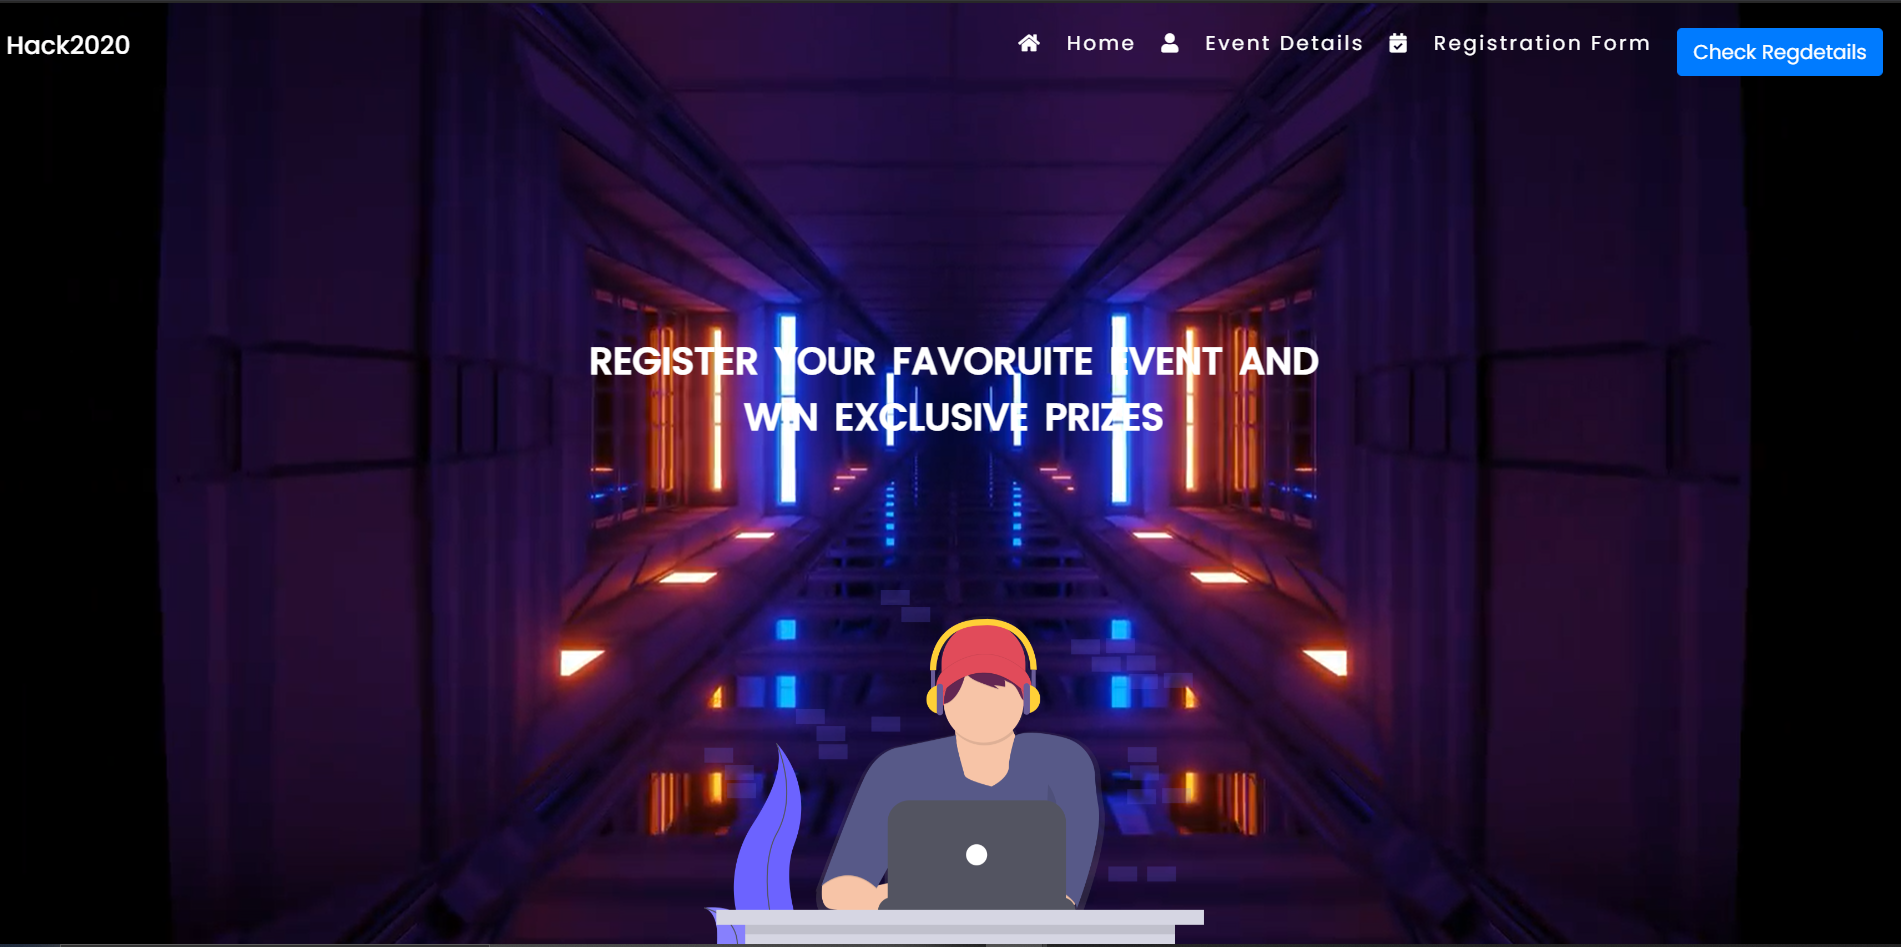 Hack2020
Home
Event Details
Registration Form
Check Regdetails
REGISTER YOUR FAVORUITE EVENT AND
WIN EXCLUSIVE PRIZES